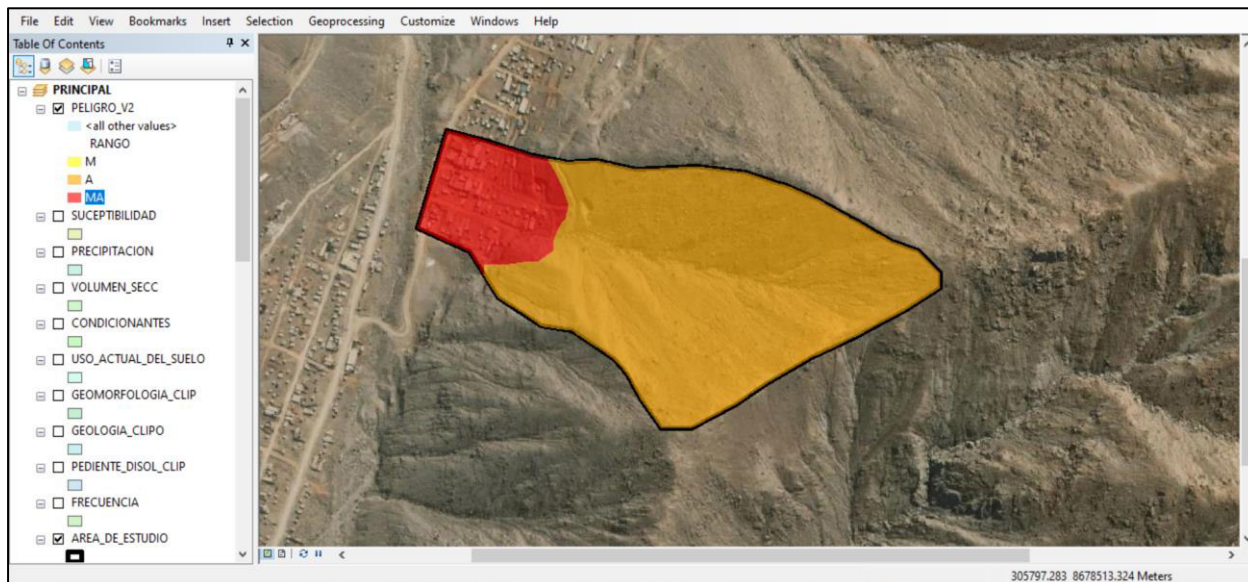 File Edit View Bookmarks Insert Selection Geoprocessing Customize Windows Help
Table Of Contents
PRINCIPAL
PELIGRO_V2
<all other values>
RANGO
M
A
MA
SUCEPTIBILIDAD
PRECIPITACION
VOLUMEN_SECC
CONDICIONANTES
USO_ACTUAL_DEL_SUELO
GEOMORFOLOGIA_CLIP
GEOLOGIA_CLIPO
PEDIENTE_DISOL_CLIP
FRECUENCIA
AREA_DE_ESTUDIO
305797.283 8678513.324 Meters